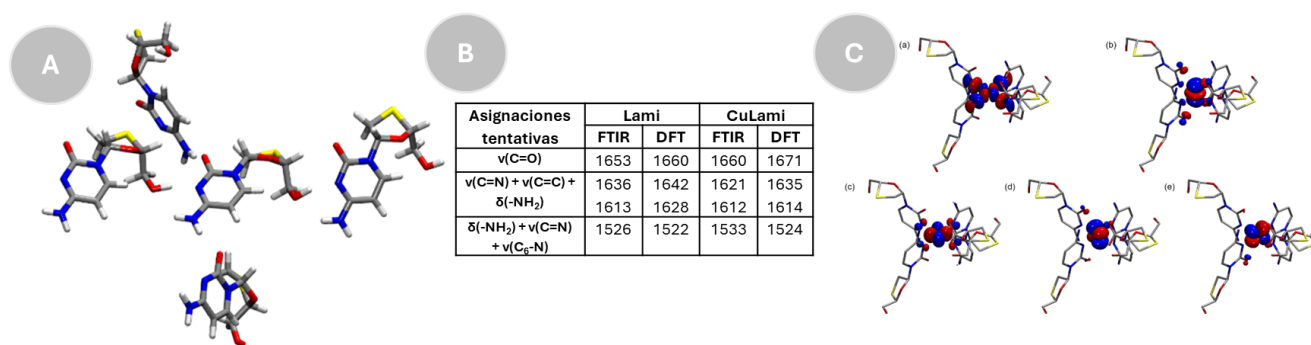 A
B
C
Asignaciones tentativas Lami CuLami
FTIR DFT FTIR DFT
ν(C=O) 1653 1660 1660 1671
ν(C=N) + ν(C=C) + 1636 1642 1621 1635
δ(-NH₂) 1613 1628 1612 1614
δ(-NH₂) + ν(C=N) 1526 1522 1533 1524
+ ν(C₆-N)
(a)
(b)
(c)
(d)
(e)